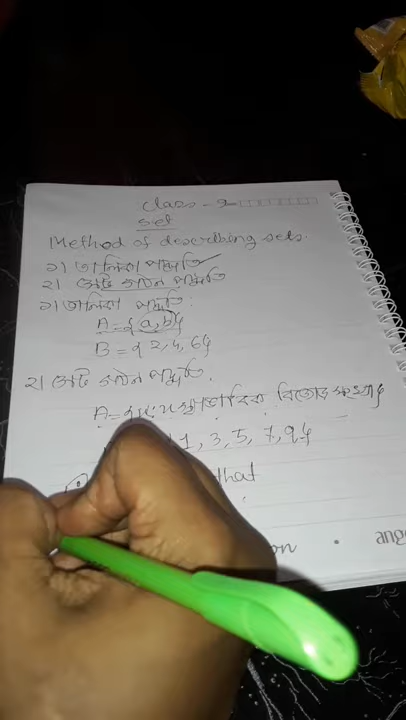 Class - 9
Set
Method of describing sets.
১) তালিকা পদ্ধতি
২) সেট গঠন পদ্ধতি
১) তালিকা পদ্ধতি :
A = {a, b}
B = {2, 4, 6}
২) সেট গঠন পদ্ধতি.
A = {x : x স্বাভাবিক বিজোড় সংখ্যা}
1, 3, 5, 7, 9}
that
on